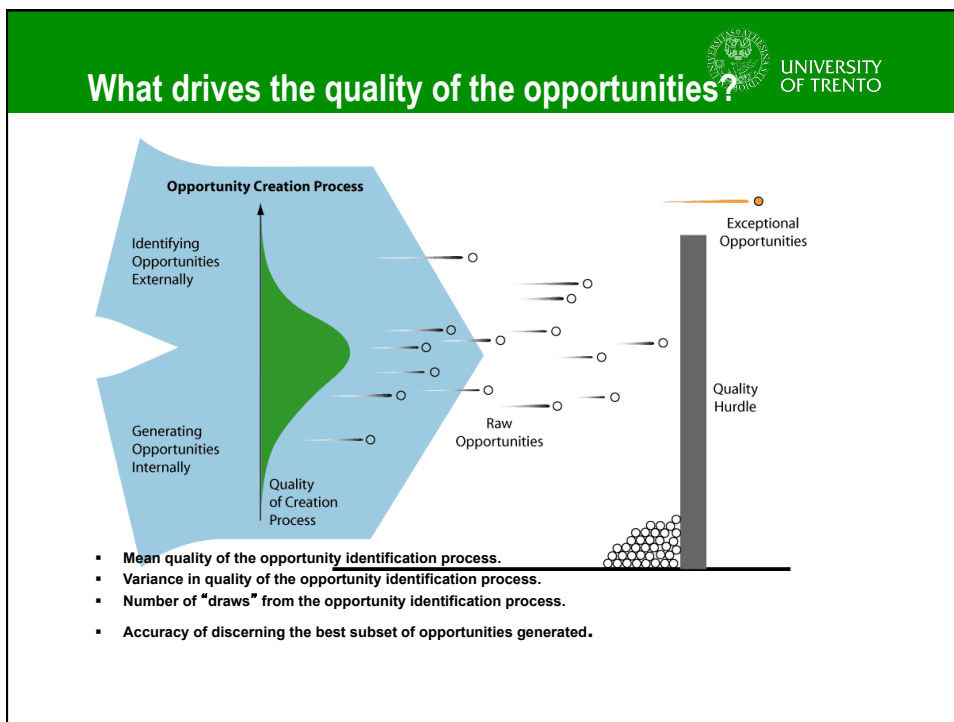 What drives the quality of the opportunities?
UNIVERSITY
OF TRENTO
Opportunity Creation Process
Identifying
Opportunities
Externally
Generating
Opportunities
Internally
Quality
of Creation
Process
Raw
Opportunities
Exceptional
Opportunities
Quality
Hurdle
▪ Mean quality of the opportunity identification process.
▪ Variance in quality of the opportunity identification process.
▪ Number of “draws” from the opportunity identification process.
▪ Accuracy of discerning the best subset of opportunities generated.